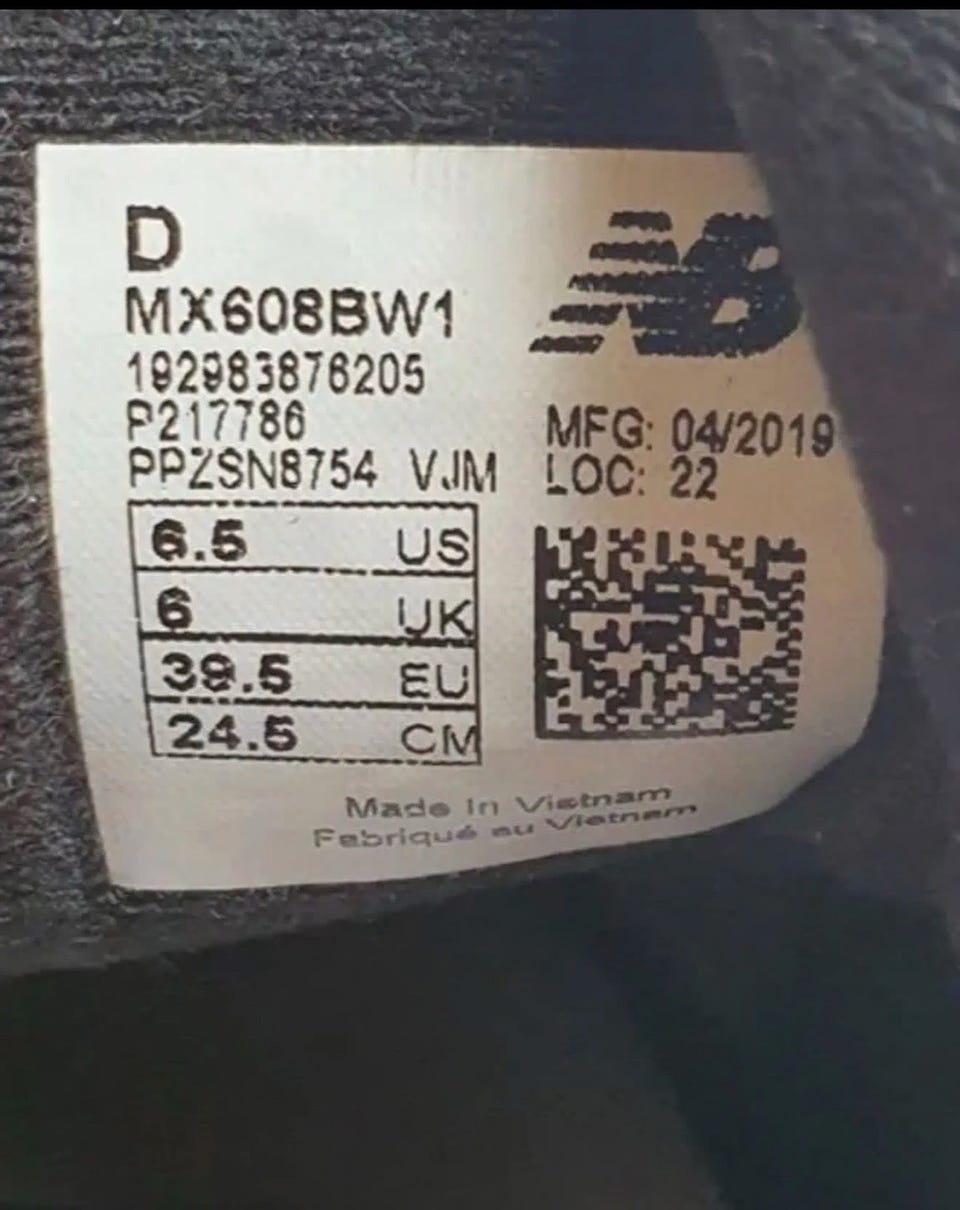 D
NB
MX608BW1
192983876205
P217786
PPZSN8754 VJM
MFG: 04/2019
LOC: 22
6.5 US
6 UK
39.5 EU
24.5 CM
Made in Vietnam
Fabriqué au Vietnam